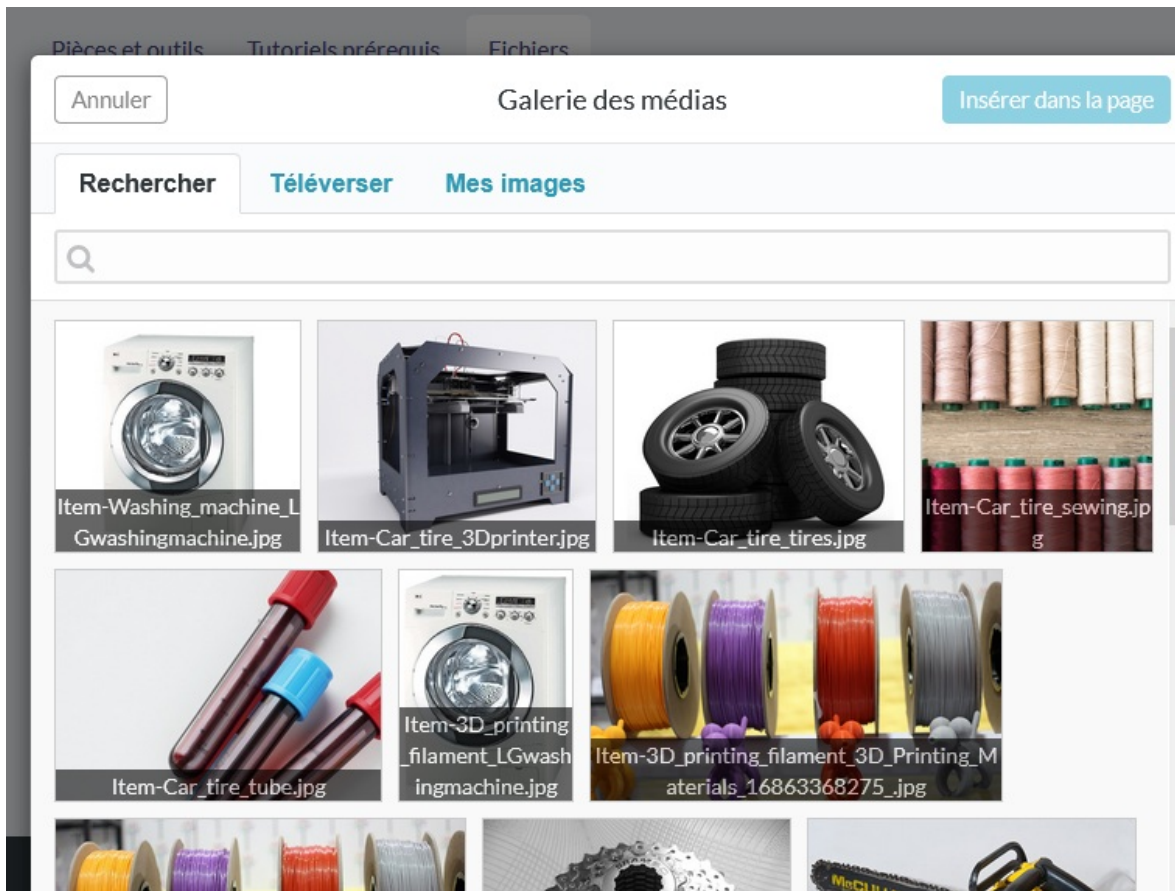 Pièces et outils
Tutoriels prérequis
Fichiers
Annuler
Galerie des médias
Insérer dans la page
Rechercher
Téléverser
Mes images
Item-Washing_machine_L
Gwashingmachine.jpg
Item-Car_tire_3Dprinter.jpg
Item-Car_tire_tires.jpg
Item-Car_tire_sewing.jp
g
Item-Car_tire_tube.jpg
Item-3D_printing
_filament_LGwash
ingmachine.jpg
Item-3D_printing_filament_3D_Printing_M
aterials_16863368275_.jpg